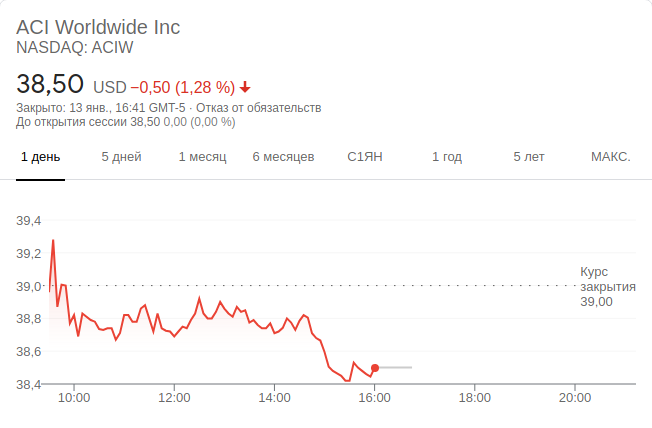 ACI Worldwide Inc
NASDAQ: ACIW
38,50 USD −0,50 (1,28 %)
Закрыто: 13 янв., 16:41 GMT-5 · Отказ от обязательств
До открытия сессии 38,50 0,00 (0,00 %)
1 день 5 дней 1 месяц 6 месяцев С1ЯН 1 год 5 лет МАКС.
39,4
39,2
39,0
38,8
38,6
38,4
Курс
закрытия
39,00
10:00 12:00 14:00 16:00 18:00 20:00